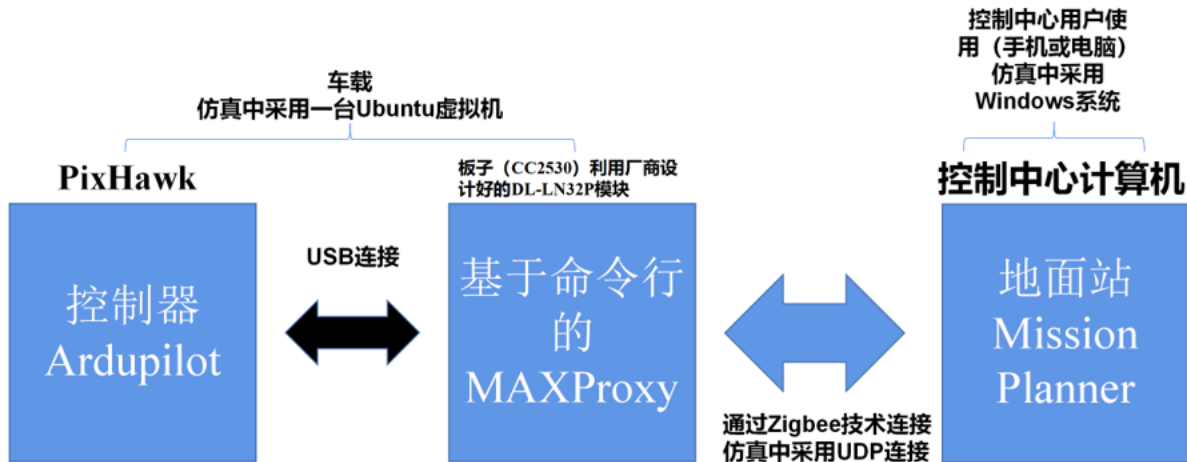 车载
仿真中采用一台Ubuntu虚拟机
控制中心用户使
用（手机或电脑）
仿真中采用
Windows系统
PixHawk
板子（CC2530）利用厂商设
计好的DL-LN32P模块
控制中心计算机
控制器
Ardupilot
USB连接
基于命令行
的
MAXProxy
通过Zigbee技术连接
仿真中采用UDP连接
地面站
Mission
Planner